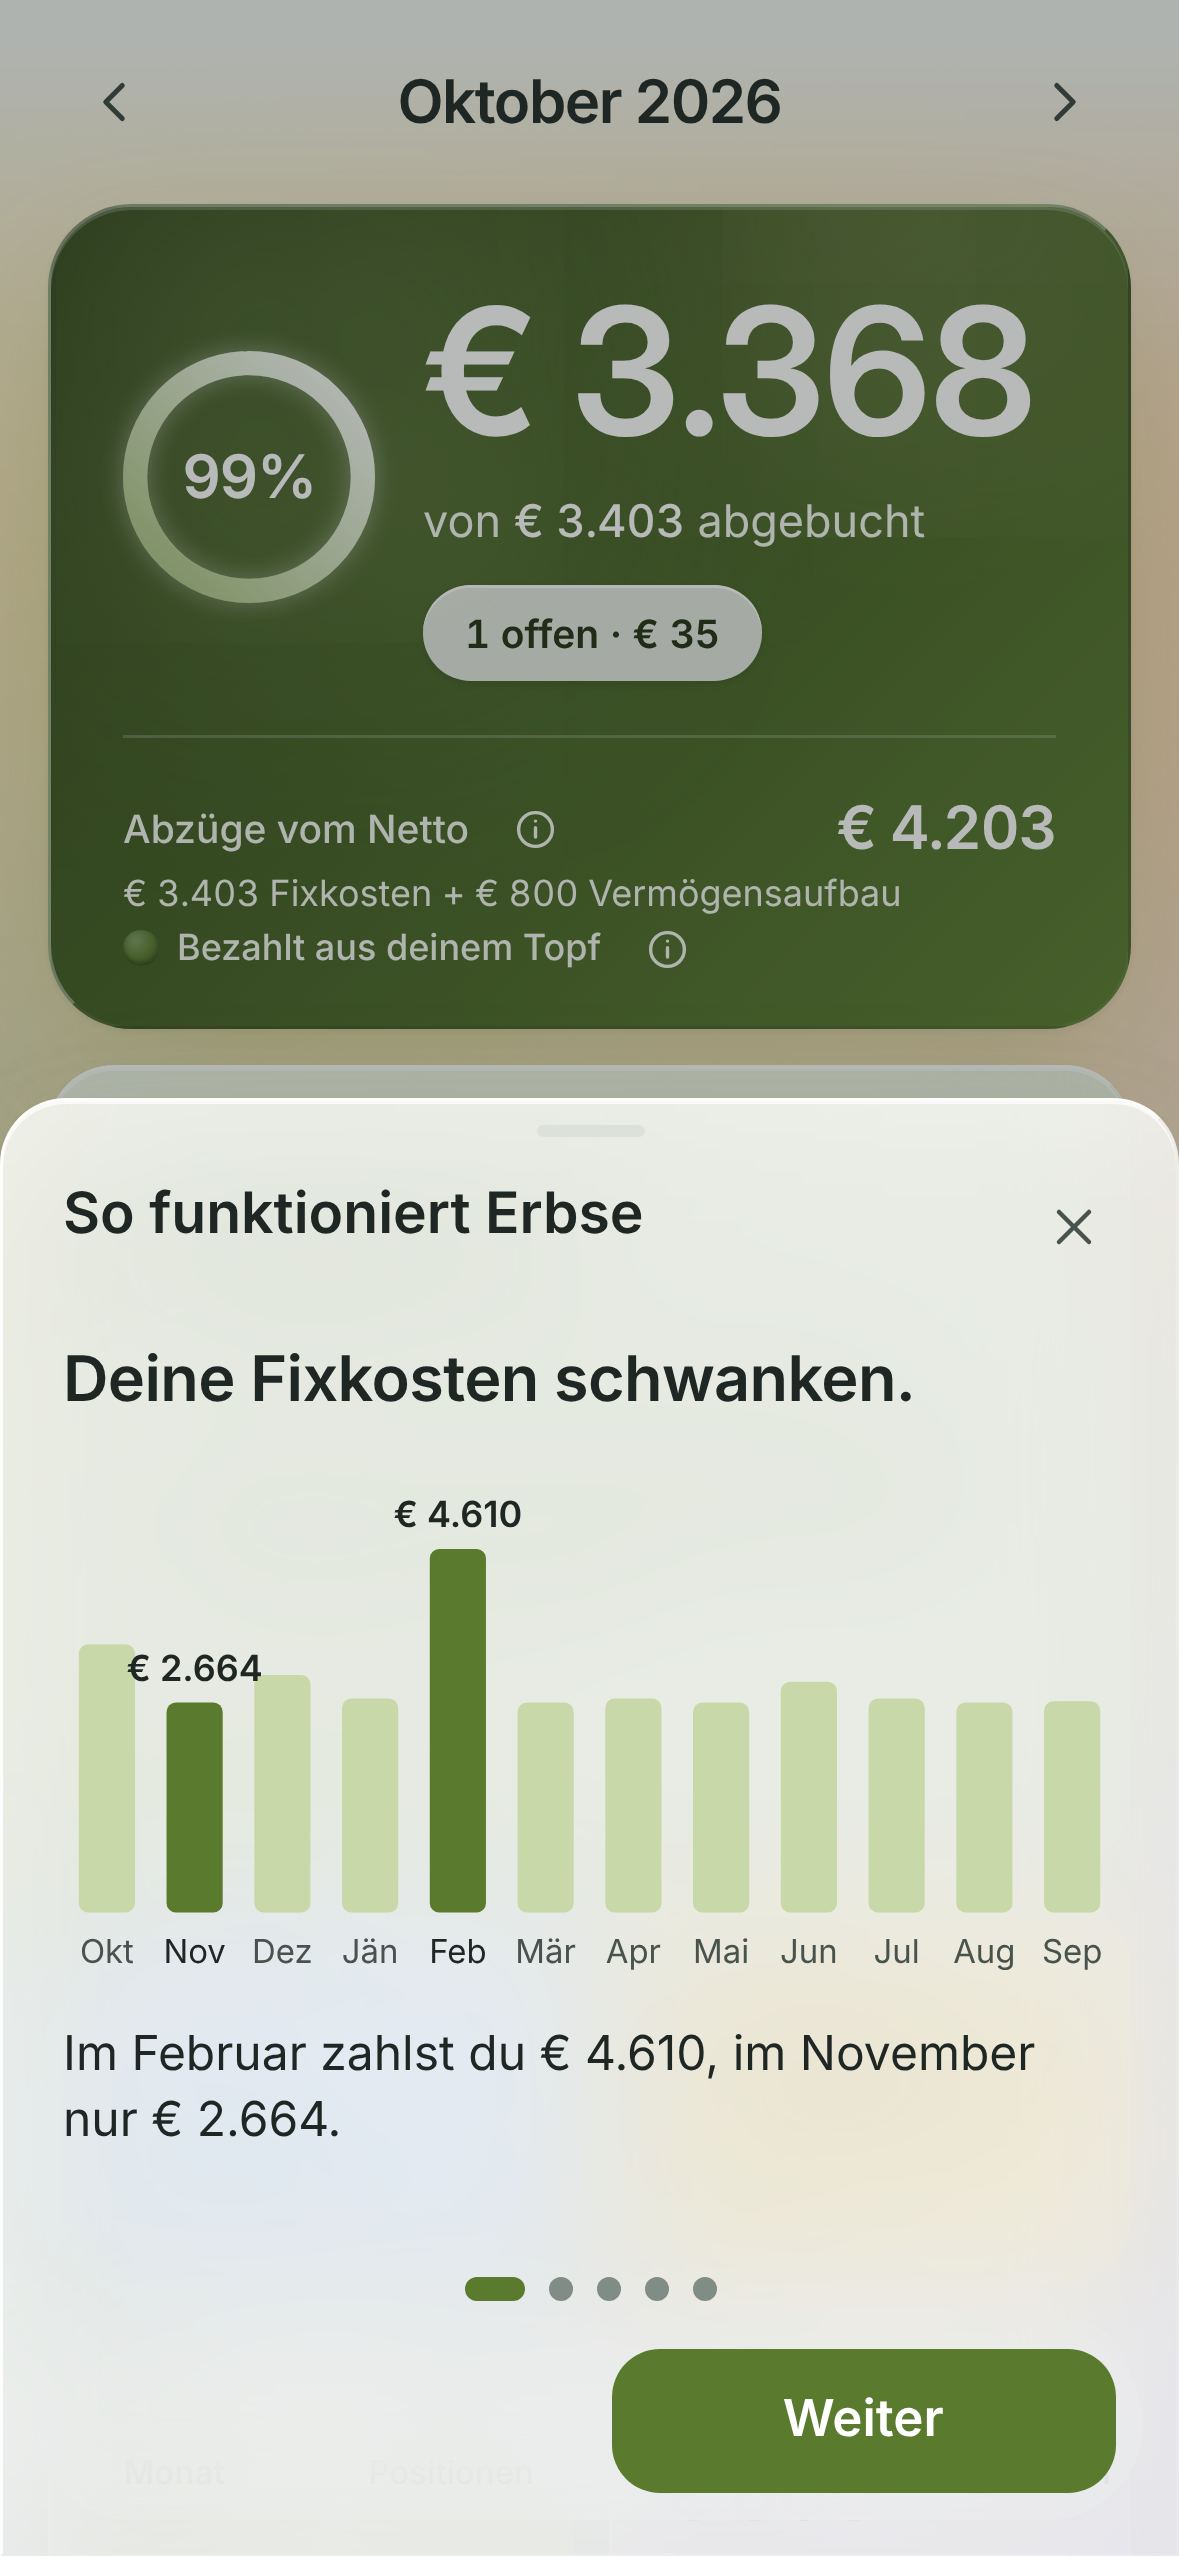 Oktober 2026
€ 3.368
99%
von € 3.403 abgebucht
1 offen · € 35
Abzüge vom Netto
€ 4.203
€ 3.403 Fixkosten + € 800 Vermögensaufbau
Bezahlt aus deinem Topf
So funktioniert Erbse
Deine Fixkosten schwanken.
€ 4.610
€ 2.664
Okt Nov Dez Jän Feb Mär Apr Mai Jun Jul Aug Sep
Im Februar zahlst du € 4.610, im November
nur € 2.664.
Weiter
Monat Positionen